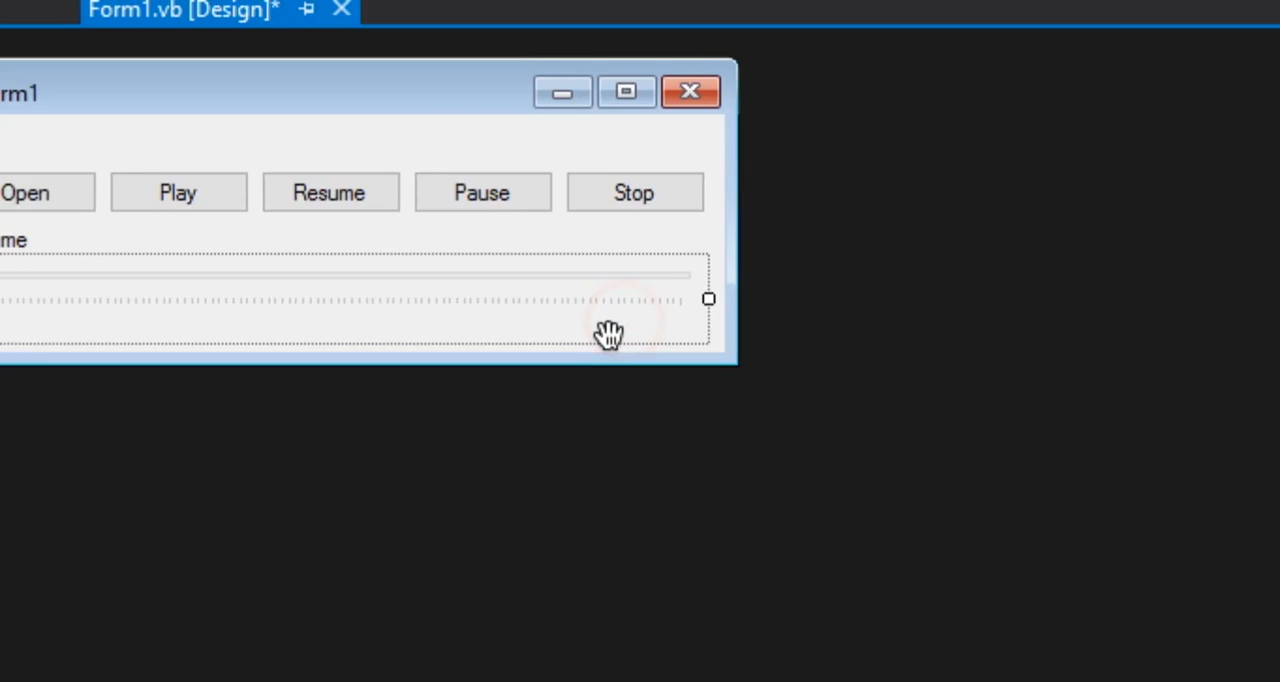 Form1.vb [Design]*
rm1
Open
Play
Resume
Pause
Stop
me